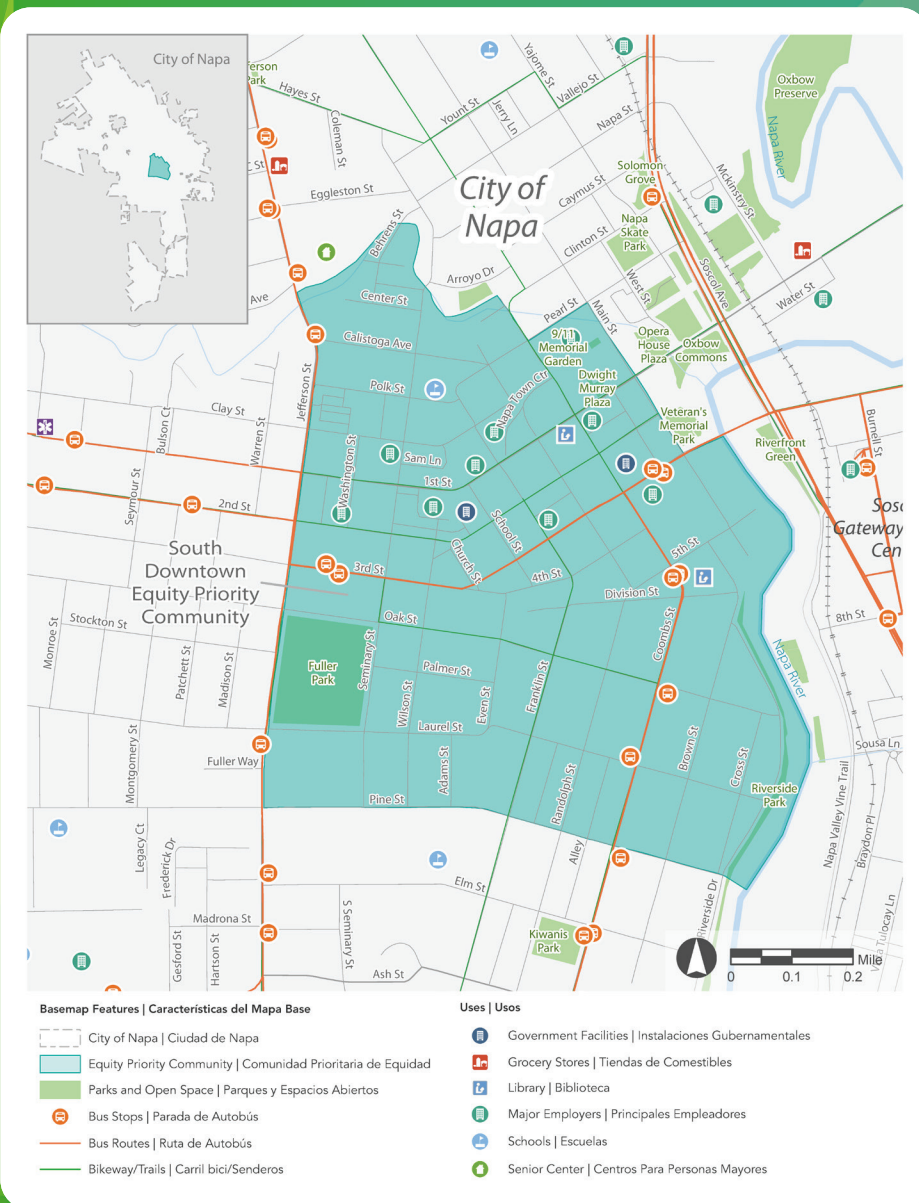 City of Napa
erson
Park
Hayes St
Coleman St
Yount St
Jerry Ln
Yajome St
Vallejo St
Napa St
Oxbow
Preserve
Napa River
C St
Eggleston St
City of
Napa
Caymus St
Solomon
Grove
Mckinstry St
Behrens St
Clinton St
Napa
Skate
Park
Ave
Center St
Arroyo Dr
West St
Soscol Ave
Water St
Pearl St
Main St
Calistoga Ave
9/11
Memorial
Garden
Opera
House
Plaza
Oxbow
Commons
Jefferson St
Polk St
Napa Town Ctr
Dwight
Murray
Plaza
Clay St
Bulson Ct
Warren St
Veteran's
Memorial
Park
Burnell St
Riverfront
Green
Seymour St
Washington St
Sam Ln
1st St
2nd St
School St
Soso
Gateway
Cen
South
Downtown
Equity Priority
Community
3rd St
Church St
4th St
5th St
Division St
Stockton St
Monroe St
Patchett St
Madison St
Oak St
Coombs St
8th St
Fuller
Park
Seminary St
Palmer St
Wilson St
Even St
Franklin St
Napa River
Montgomery St
Laurel St
Adams St
Brown St
Cross St
Sousa Ln
Fuller Way
Pine St
Randolph St
Riverside
Park
Napa Valley Vine Trail
Braydon Pl
Legacy Ct
Frederick Dr
Alley
Elm St
Riverside Dr
Madrona St
S Seminary St
Gesford St
Hartson St
Kiwanis
Park
Tulocay Ln
Ash St
Mile
0 0.1 0.2
Basemap Features | Características del Mapa Base
City of Napa | Ciudad de Napa
Equity Priority Community | Comunidad Prioritaria de Equidad
Parks and Open Space | Parques y Espacios Abiertos
Bus Stops | Parada de Autobús
Bus Routes | Ruta de Autobús
Bikeway/Trails | Carril bici/Senderos
Uses | Usos
Government Facilities | Instalaciones Gubernamentales
Grocery Stores | Tiendas de Comestibles
Library | Biblioteca
Major Employers | Principales Empleadores
Schools | Escuelas
Senior Center | Centros Para Personas Mayores